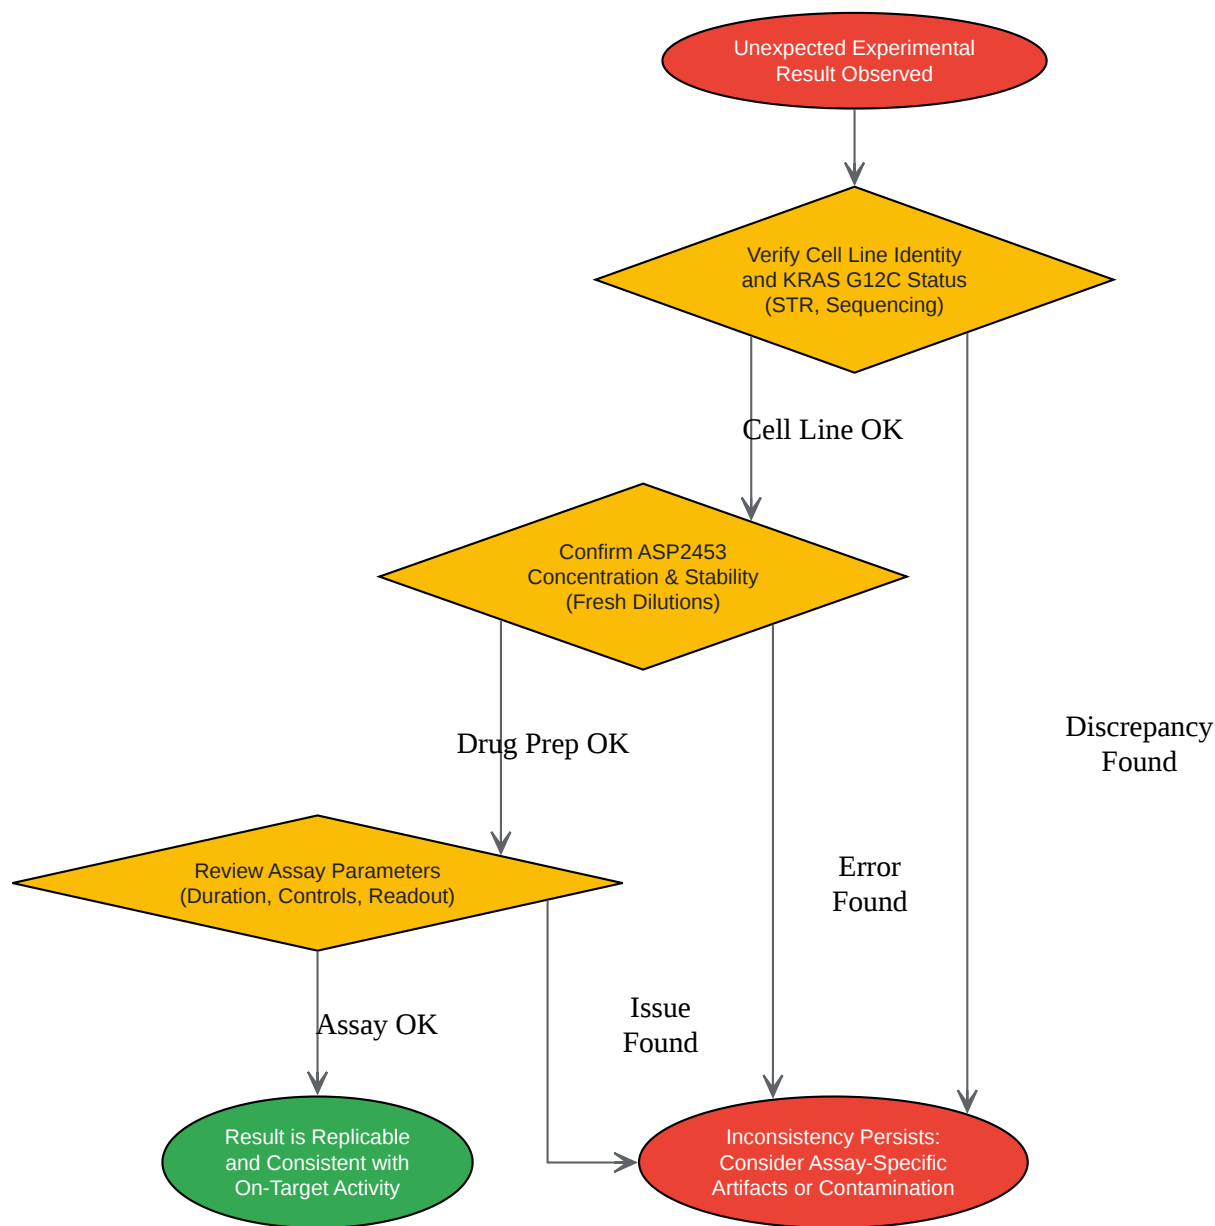 Unexpected Experimental
Result Observed
Verify Cell Line Identity
and KRAS G12C Status
(STR, Sequencing)
Cell Line OK
Confirm ASP2453
Concentration & Stability
(Fresh Dilutions)
Drug Prep OK
Discrepancy
Found
Review Assay Parameters
(Duration, Controls, Readout)
Error
Found
Assay OK
Issue
Found
Result is Replicable
and Consistent with
On-Target Activity
Inconsistency Persists:
Consider Assay-Specific
Artifacts or Contamination